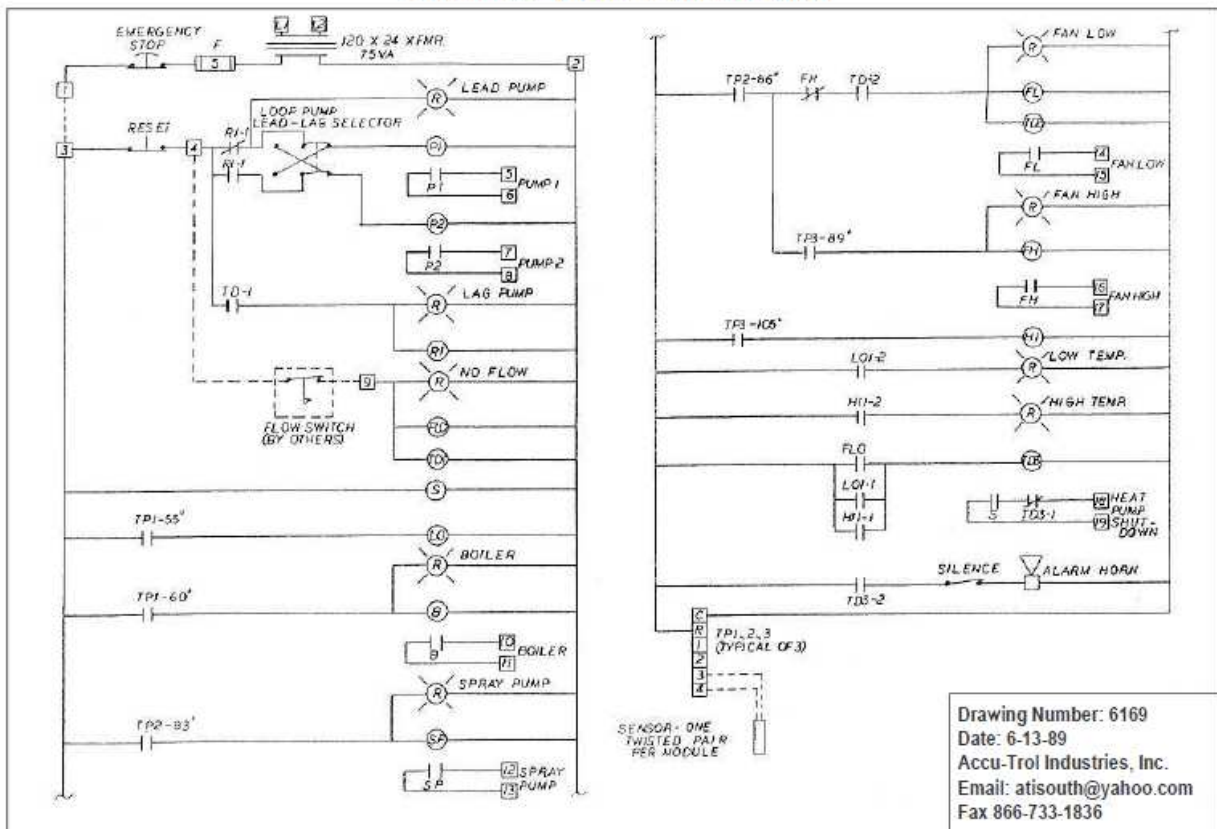 EMERGENCY
STOP
F
5
L1
L2
120 X 24 XFMR.
75VA
1
2
LEAD PUMP
R
LOOP PUMP
LEAD-LAG SELECTOR
RESET
3
4
R1-1
R1-1
P1
P1
5
6
PUMP 1
P2
P2
7
8
PUMP-2
TD-1
R
LAG PUMP
R1
9
R
NO FLOW
FLOW SWITCH
(BY OTHERS)
FLO
TD1
S
TP1-55°
LO
R
BOILER
TP1-60°
B
B
10
11
BOILER
R
SPRAY PUMP
TP2-83°
SP
SP
12
13
SPRAY
PUMP
R
FAN LOW
TP2-86°
FH
TD-2
FL
TD2
FL
14
15
FAN LOW
R
FAN HIGH
TP3-89°
FH
FH
16
17
FAN HIGH
TP3-105°
LO1-2
R
LOW TEMP.
HI1-2
R
HIGH TEMP.
FLO
LO1-1
HI1-1
S
TD3-1
18
19
HEAT
PUMP
SHUT-
DOWN
SILENCE
ALARM HORN
TD3-2
C
R
1
2
3
4
TP1, 2, 3
(TYPICAL OF 3)
SENSOR - ONE
TWISTED PAIR
PER MODULE
Drawing Number: 6169
Date: 6-13-89
Accu-Trol Industries, Inc.
Email: atisouth@yahoo.com
Fax 866-733-1836